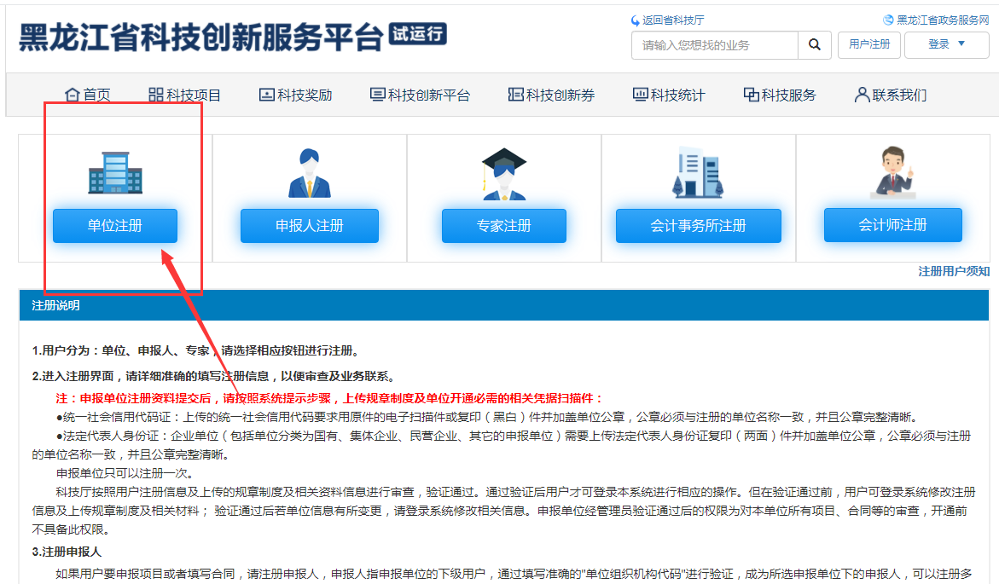 黑龙江省科技创新服务平台 试运行
返回省科技厅
黑龙江省政务服务网
请输入您想找的业务
用户注册
登录
首页 科技项目 科技奖励 科技创新平台 科技创新券 科技统计 科技服务 联系我们
单位注册 申报人注册 专家注册 会计事务所注册 会计师注册
注册用户须知
注册说明
1.用户分为：单位、申报人、专家，请选择相应按钮进行注册。
2.进入注册界面，请详细准确的填写注册信息，以便审查及业务联系。
注：申报单位注册资料提交后，请按照系统提示步骤，上传规章制度及单位开通必需的相关凭据扫描件：
●统一社会信用代码证：上传的统一社会信用代码要求用原件的电子扫描件或复印（黑白）件并加盖单位公章，公章必须与注册的单位名称一致，并且公章完整清晰。
●法定代表人身份证：企业单位（包括单位分类为国有、集体企业、民营企业、其它的申报单位）需要上传法定代表人身份证复印（两面）件并加盖单位公章，公章必须与注册
的单位名称一致，并且公章完整清晰。
申报单位只可以注册一次。
科技厅按照用户注册信息及上传的规章制度及相关资料信息进行审查，验证通过。通过验证后用户才可登录本系统进行相应的操作。但在验证通过前，用户可登录系统修改注册
信息及上传规章制度及相关材料； 验证通过后若单位信息有所变更，请登录系统修改相关信息。申报单位经管理员验证通过后的权限为对本单位所有项目、合同等的审查，开通前
不具备此权限。
3.注册申报人
如果用户要申报项目或者填写合同，请注册申报人，申报人指申报单位的下级用户，通过填写准确的"单位组织机构代码"进行验证，成为所选申报单位下的申报人，可以注册多